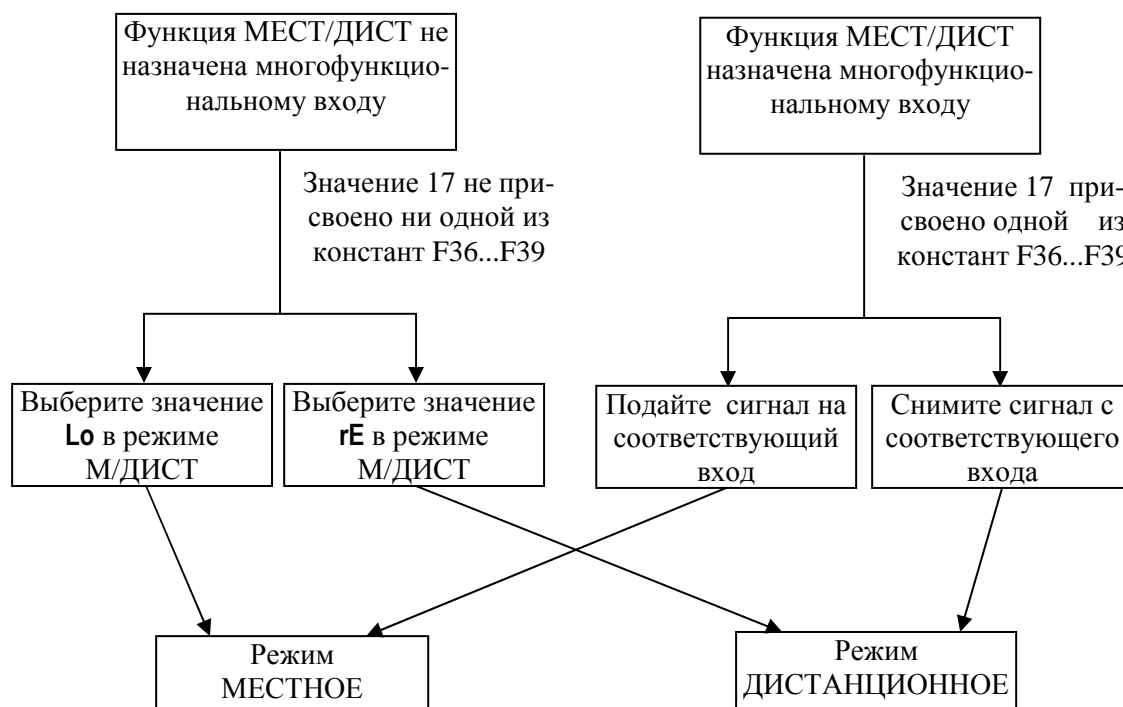 Функция МЕСТ/ДИСТ не
назначена многофункцио-
нальному входу
Функция МЕСТ/ДИСТ
назначена многофункцио-
нальному входу
Значение 17 не при-
своено ни одной из
констант F36...F39
Значение 17 при-
своено одной из
констант F36...F39
Выберите значение
Lo в режиме
М/ДИСТ
Выберите значение
rE в режиме
М/ДИСТ
Подайте сигнал на
соответствующий
вход
Снимите сигнал с
соответствующего
входа
Режим
МЕСТНОЕ
Режим
ДИСТАНЦИОННОЕ